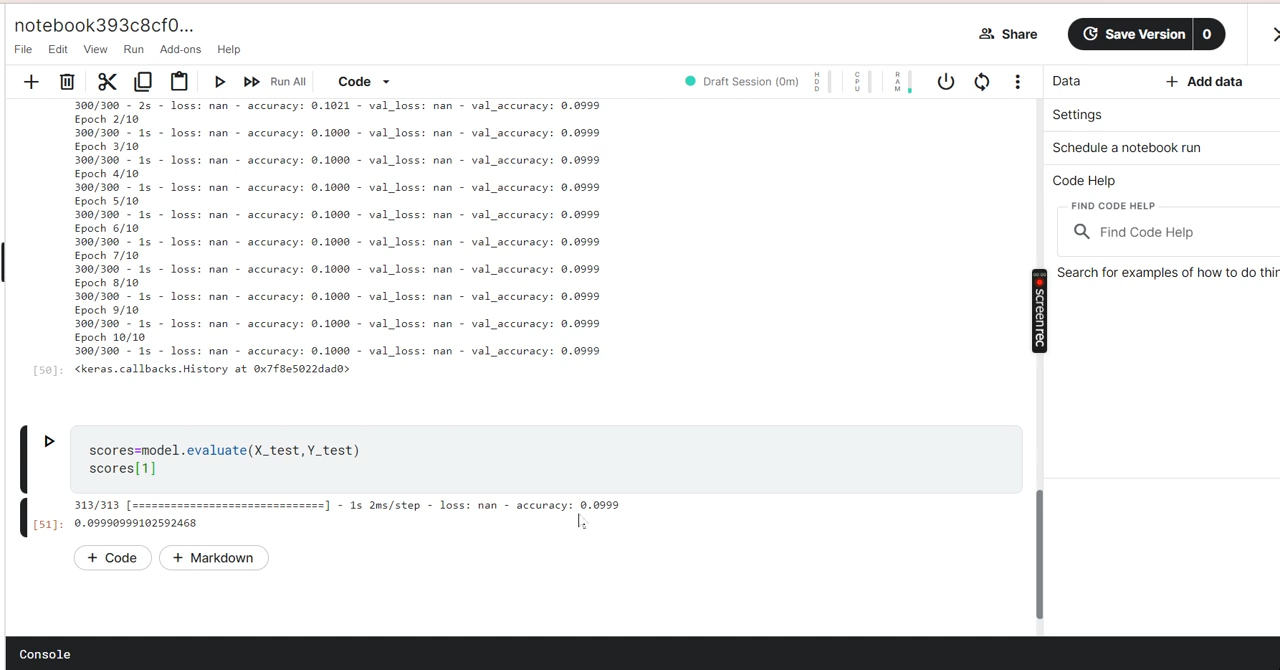 notebook393c8cf0...
File Edit View Run Add-ons Help
Share
Save Version 0
Run All
Code
Draft Session (0m)
HDD
CPU
RAM
Data
Add data
300/300 - 2s - loss: nan - accuracy: 0.1021 - val_loss: nan - val_accuracy: 0.0999
Epoch 2/10
300/300 - 1s - loss: nan - accuracy: 0.1000 - val_loss: nan - val_accuracy: 0.0999
Epoch 3/10
300/300 - 1s - loss: nan - accuracy: 0.1000 - val_loss: nan - val_accuracy: 0.0999
Epoch 4/10
300/300 - 1s - loss: nan - accuracy: 0.1000 - val_loss: nan - val_accuracy: 0.0999
Epoch 5/10
300/300 - 1s - loss: nan - accuracy: 0.1000 - val_loss: nan - val_accuracy: 0.0999
Epoch 6/10
300/300 - 1s - loss: nan - accuracy: 0.1000 - val_loss: nan - val_accuracy: 0.0999
Epoch 7/10
300/300 - 1s - loss: nan - accuracy: 0.1000 - val_loss: nan - val_accuracy: 0.0999
Epoch 8/10
300/300 - 1s - loss: nan - accuracy: 0.1000 - val_loss: nan - val_accuracy: 0.0999
Epoch 9/10
300/300 - 1s - loss: nan - accuracy: 0.1000 - val_loss: nan - val_accuracy: 0.0999
Epoch 10/10
300/300 - 1s - loss: nan - accuracy: 0.1000 - val_loss: nan - val_accuracy: 0.0999
[50]: <keras.callbacks.History at 0x7f8e5022dad0>
scores=model.evaluate(X_test,Y_test)
scores[1]
313/313 [==============================] - 1s 2ms/step - loss: nan - accuracy: 0.0999
[51]: 0.09990999102592468
+ Code + Markdown
Settings
Schedule a notebook run
Code Help
FIND CODE HELP
Find Code Help
Search for examples of how to do thin
screenrec
Console